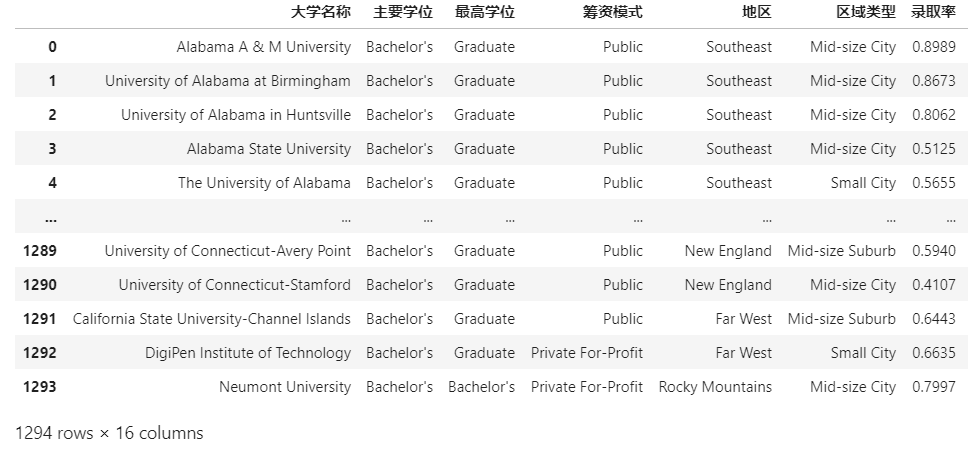 大学名称 主要学位 最高学位 筹资模式 地区 区域类型 录取率
0 Alabama A & M University Bachelor's Graduate Public Southeast Mid-size City 0.8989
1 University of Alabama at Birmingham Bachelor's Graduate Public Southeast Mid-size City 0.8673
2 University of Alabama in Huntsville Bachelor's Graduate Public Southeast Mid-size City 0.8062
3 Alabama State University Bachelor's Graduate Public Southeast Mid-size City 0.5125
4 The University of Alabama Bachelor's Graduate Public Southeast Small City 0.5655
... ... ... ... ... ... ... ...
1289 University of Connecticut-Avery Point Bachelor's Graduate Public New England Mid-size Suburb 0.5940
1290 University of Connecticut-Stamford Bachelor's Graduate Public New England Mid-size City 0.4107
1291 California State University-Channel Islands Bachelor's Graduate Public Far West Mid-size Suburb 0.6443
1292 DigiPen Institute of Technology Bachelor's Graduate Private For-Profit Far West Small City 0.6635
1293 Neumont University Bachelor's Bachelor's Private For-Profit Rocky Mountains Mid-size City 0.7997
1294 rows × 16 columns